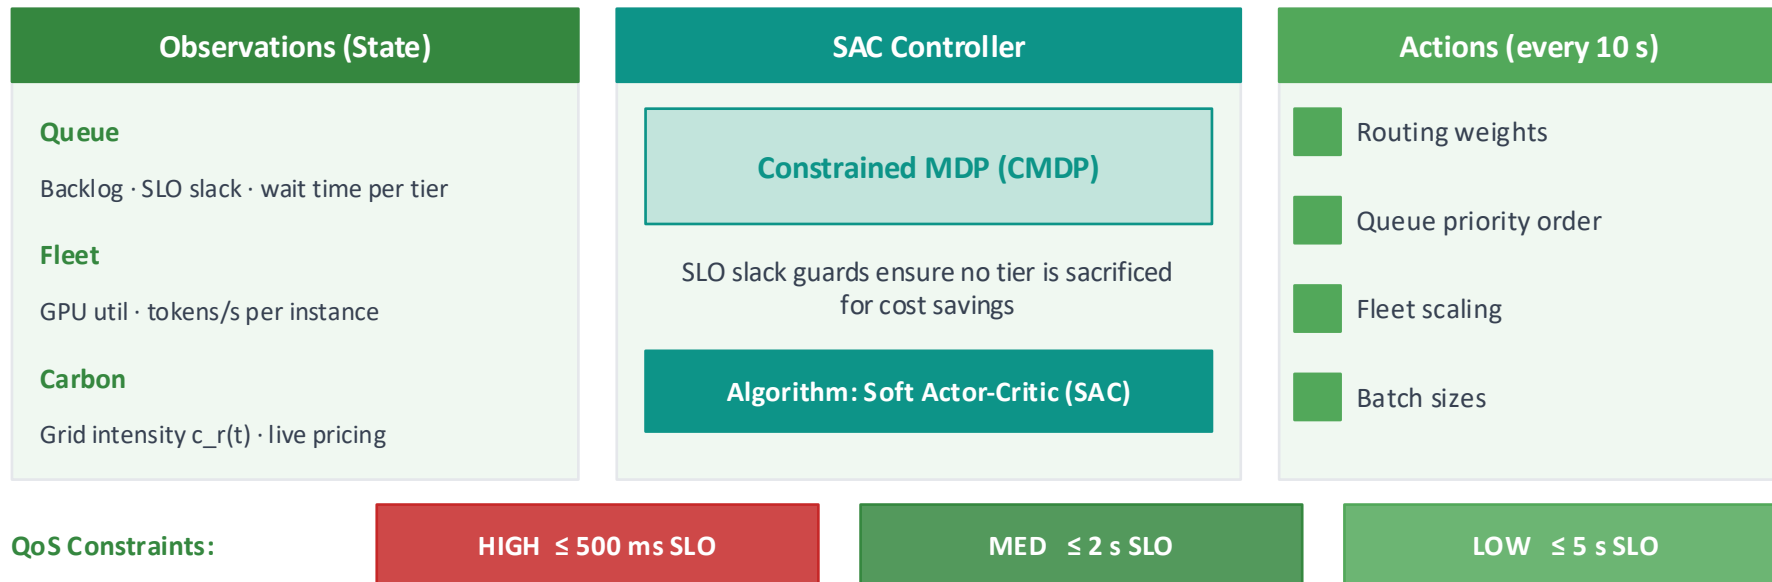 Observations (State)
Queue
Backlog · SLO slack · wait time per tier
Fleet
GPU util · tokens/s per instance
Carbon
Grid intensity c_r(t) · live pricing
SAC Controller
Constrained MDP (CMDP)
SLO slack guards ensure no tier is sacrificed
for cost savings
Algorithm: Soft Actor-Critic (SAC)
Actions (every 10 s)
Routing weights
Queue priority order
Fleet scaling
Batch sizes
QoS Constraints:
HIGH ≤ 500 ms SLO
MED ≤ 2 s SLO
LOW ≤ 5 s SLO